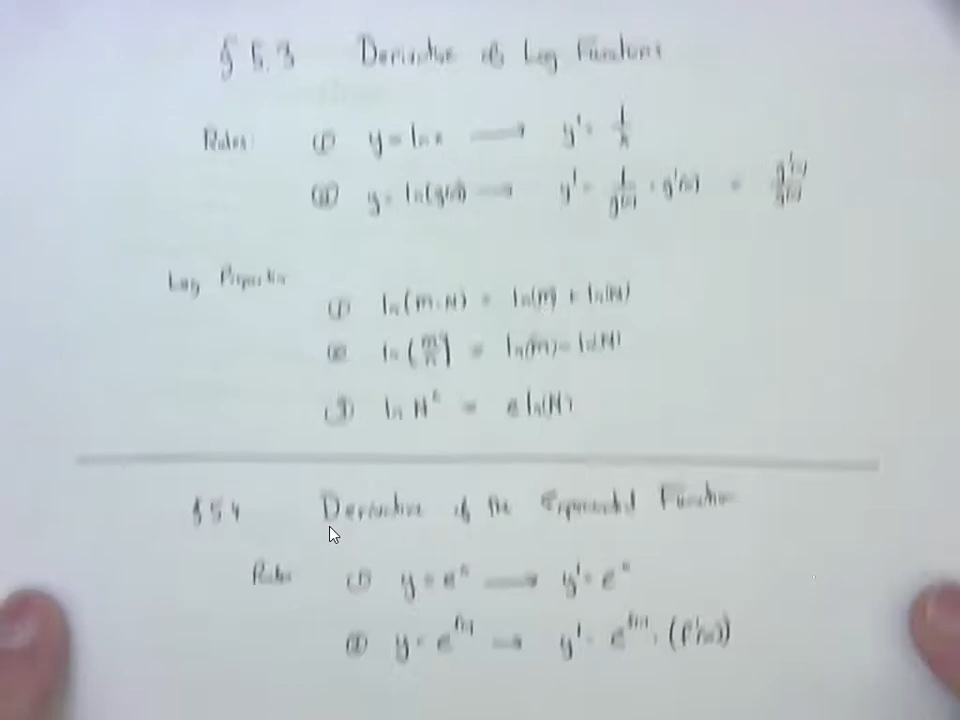 § 5.3 Derivative of Log Functions
Rules: (1) y = ln x → y' = 1/x
(2) y = ln(g(x)) → y' = 1/g(x) · g'(x) = g'(x)/g(x)
Log Properties
(1) ln(M·N) = ln(M) + ln(N)
(2) ln(M/N) = ln(M) - ln(N)
(3) ln N^
§ 5.4 Derivative of the Exponential Function
Rules (1) y = e^x → y' = e^x
(2) y = e^f(x) → y' = e^f(x) · (f'(x))